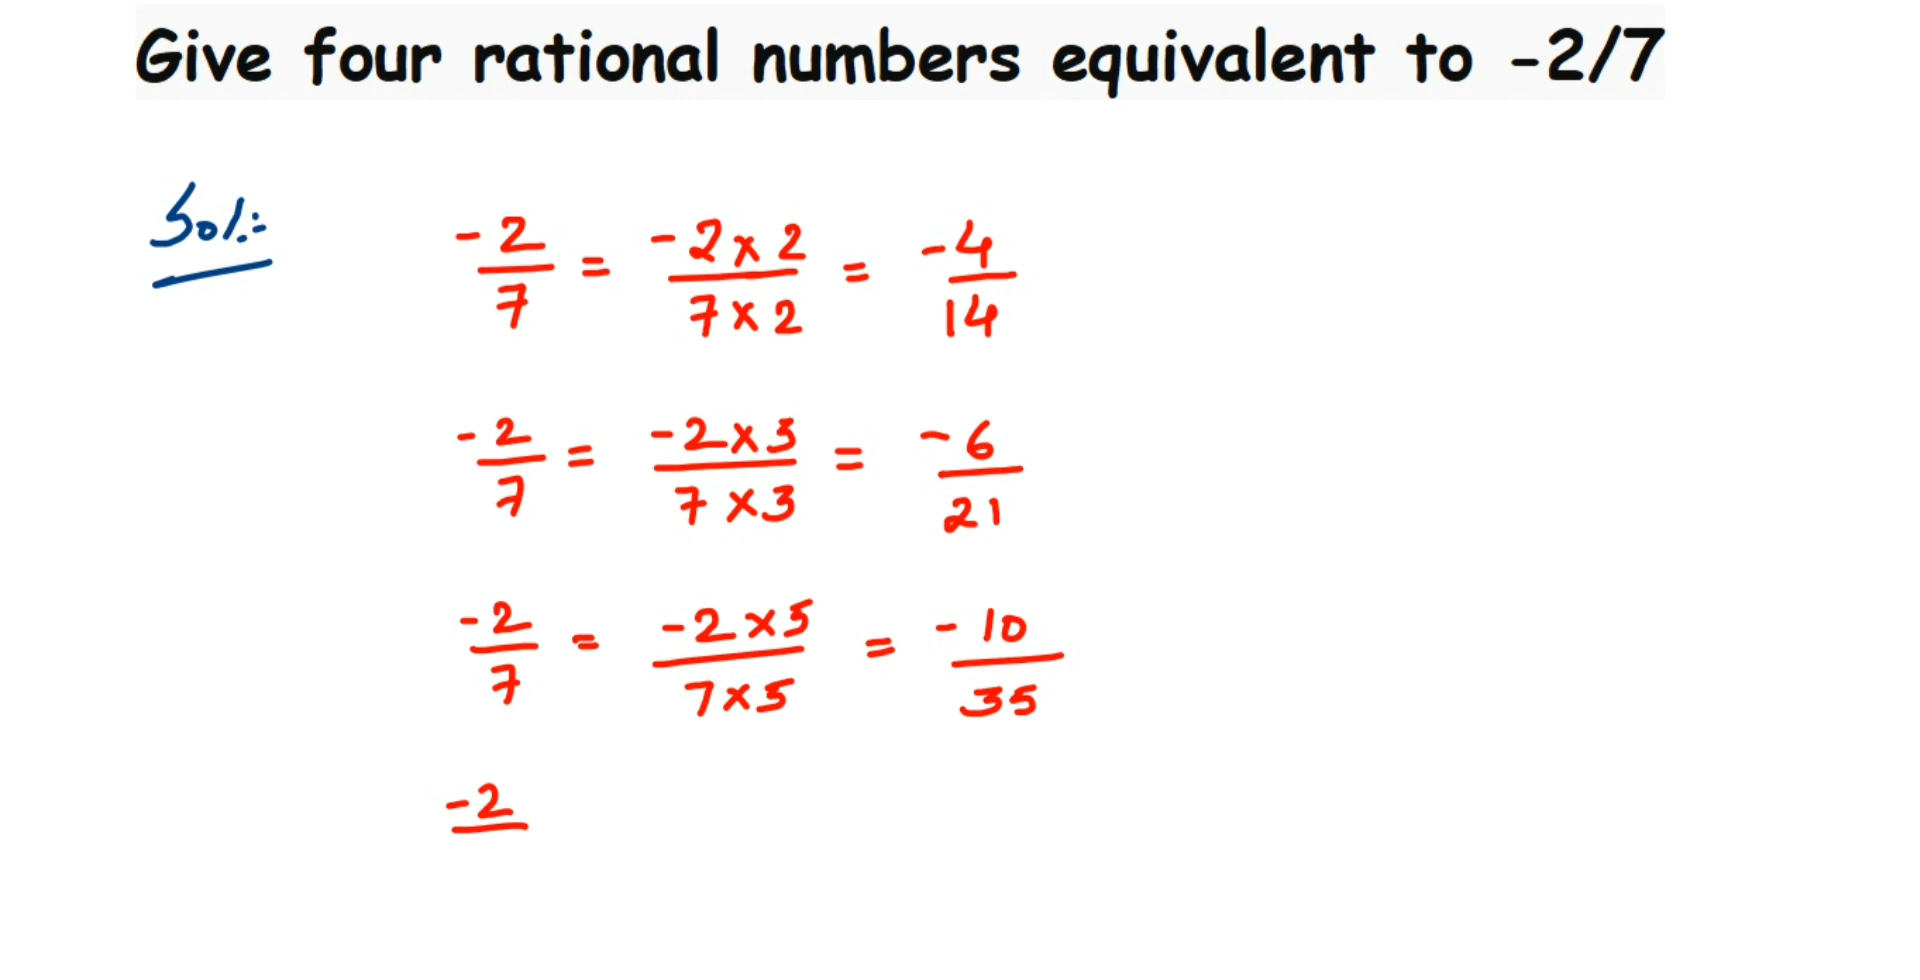 Give four rational numbers equivalent to -2/7
Sol:-
-2/7 = -2×2/7×2 = -4/14
-2/7 = -2×3/7×3 = -6/21
-2/7 = -2×5/7×5 = -10/35
-2